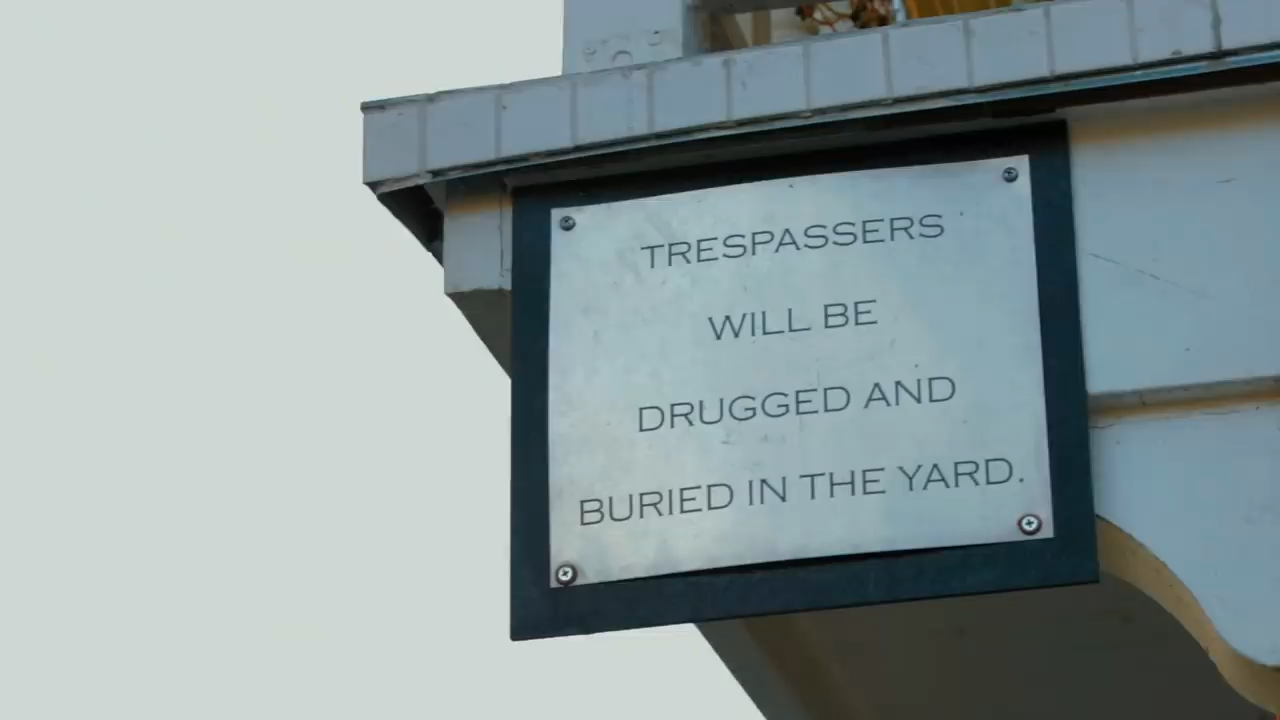 TRESPASSERS
WILL BE
DRUGGED AND
BURIED IN THE YARD.